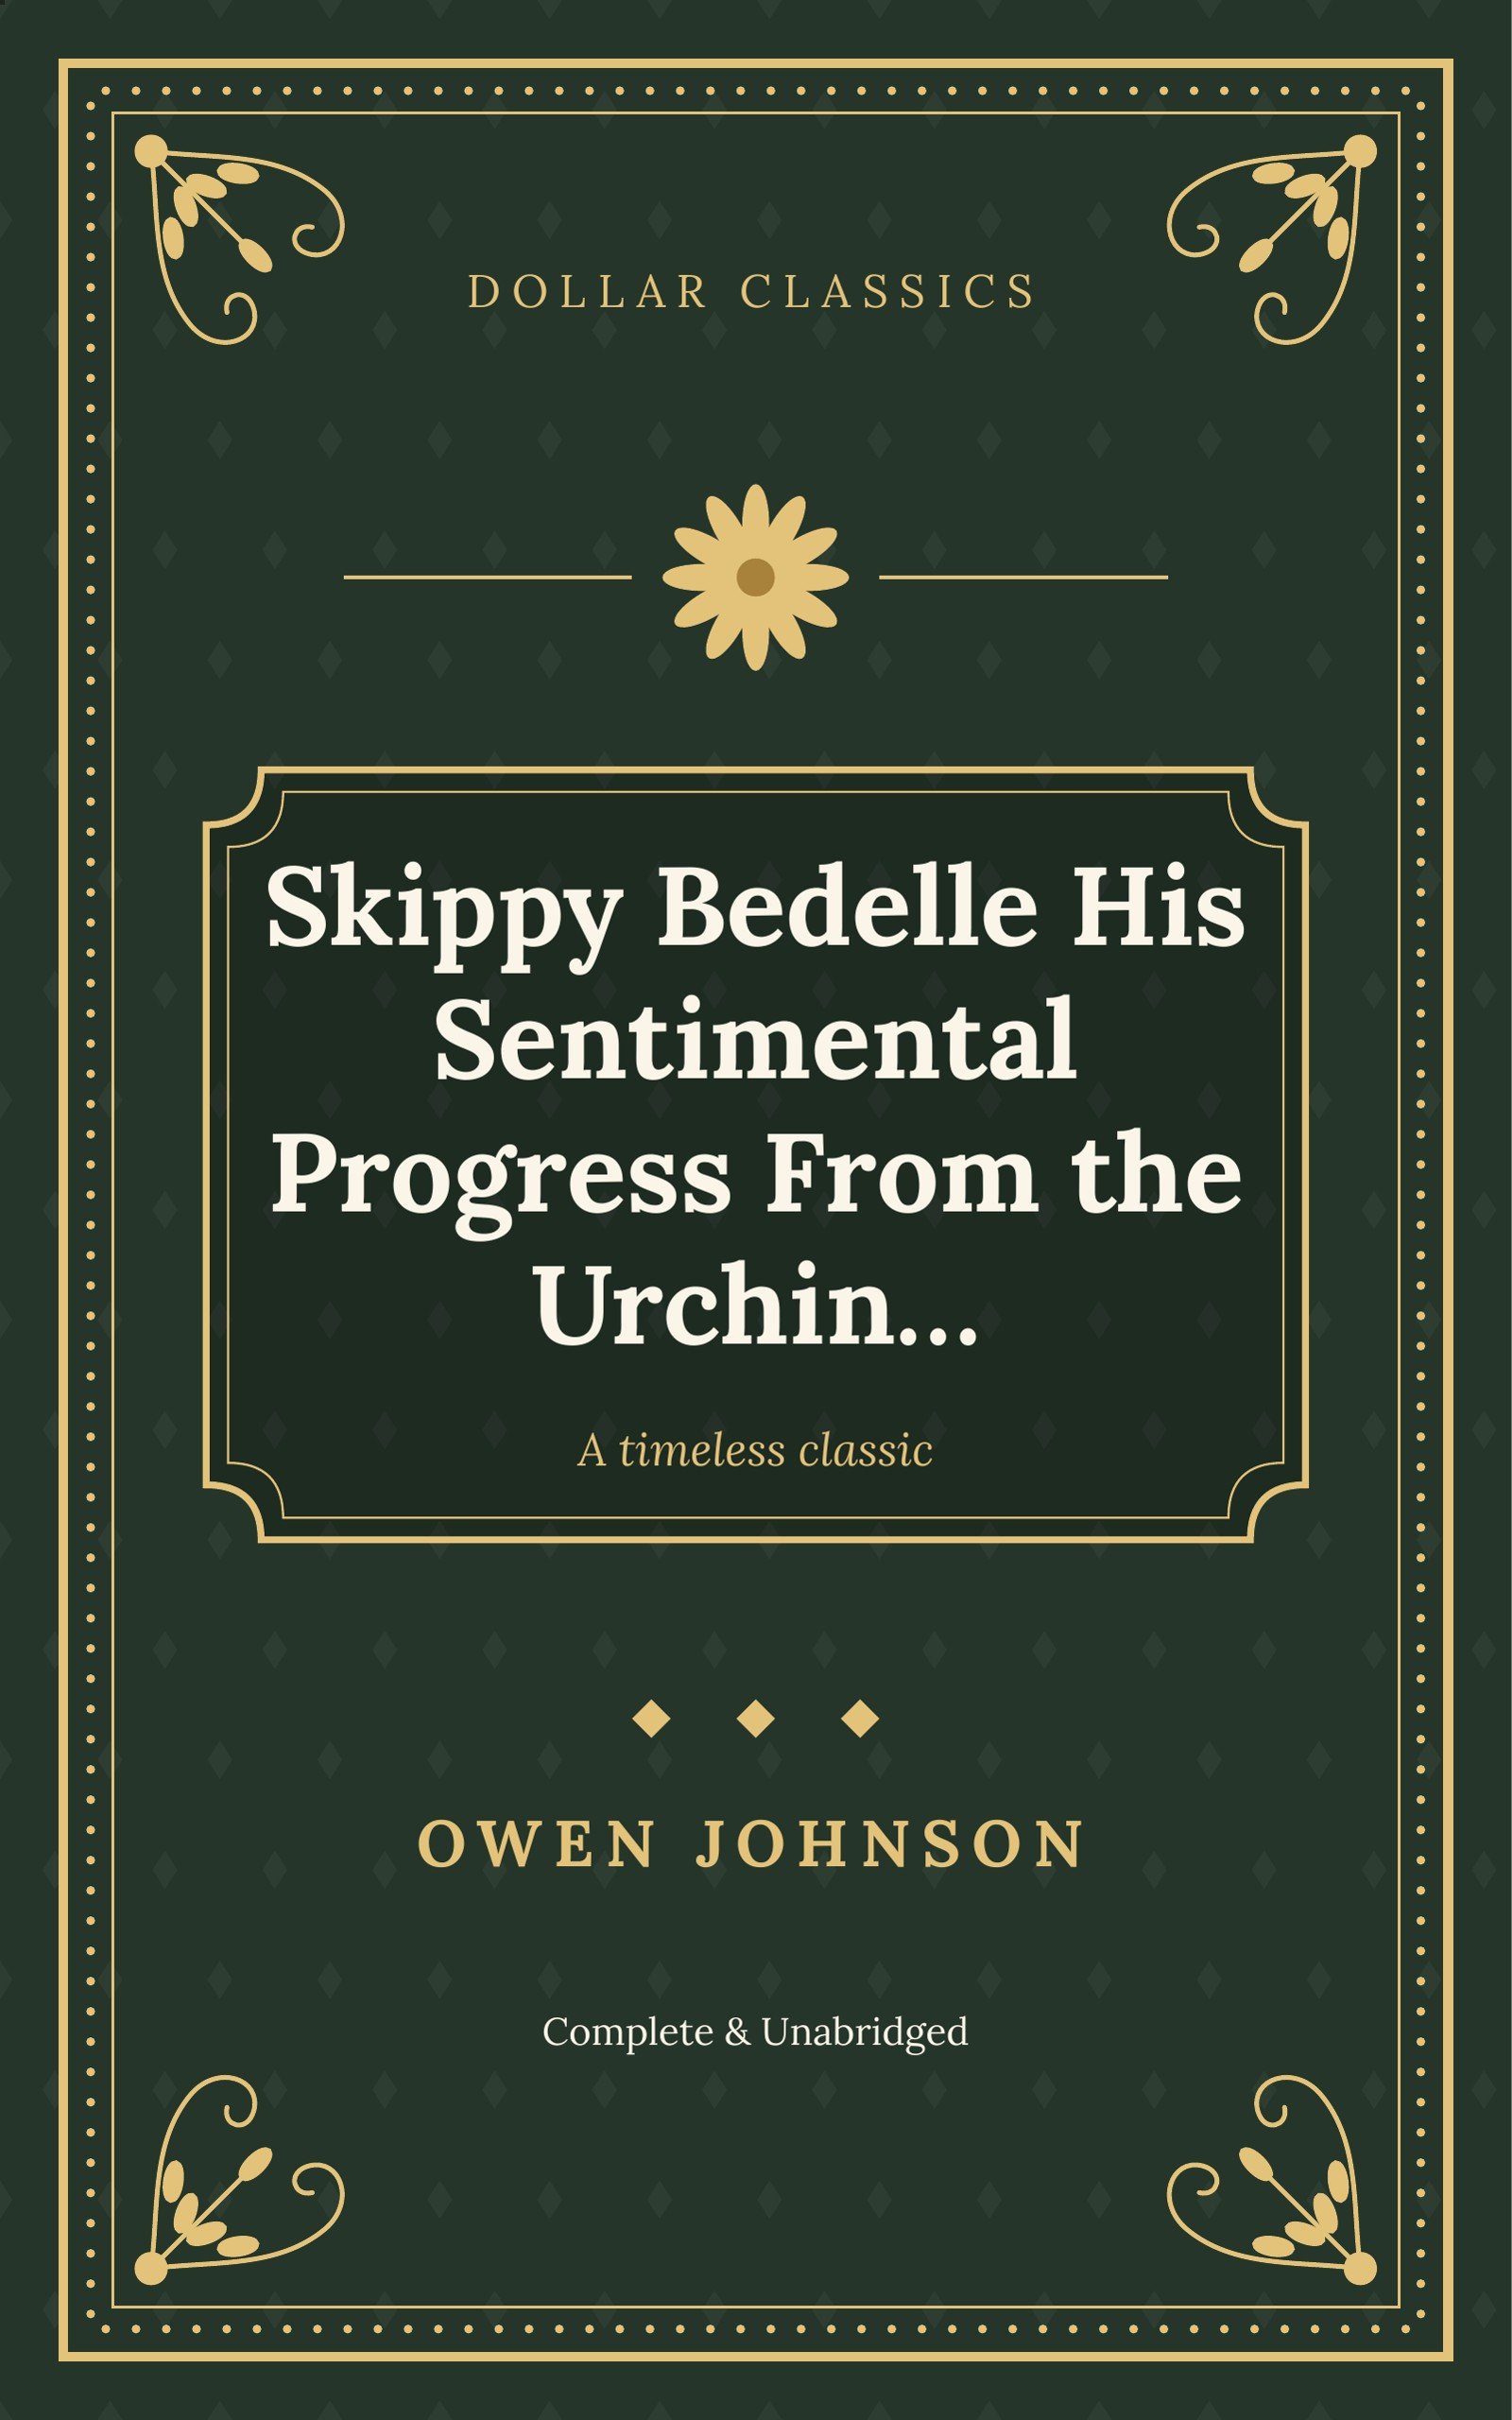 DOLLAR CLASSICS
Skippy Bedelle His
Sentimental
Progress From the
Urchin...
A timeless classic
OWEN JOHNSON
Complete & Unabridged